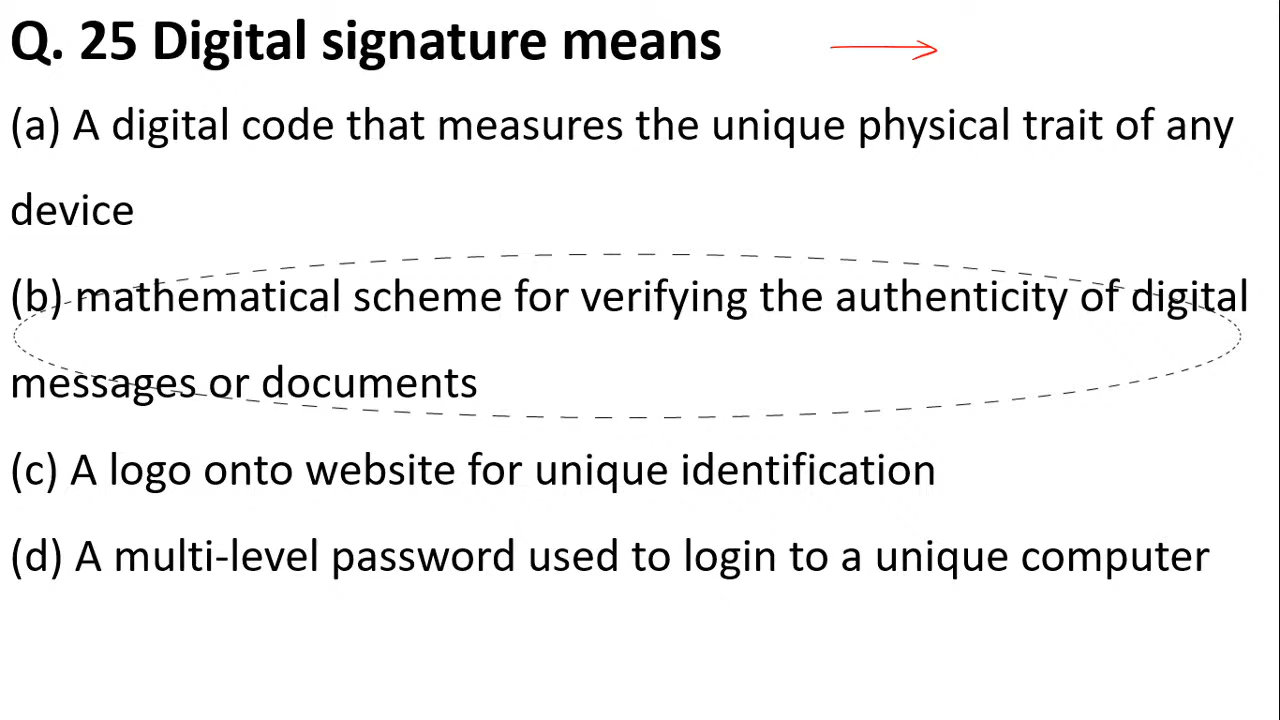 Q. 25 Digital signature means
(a) A digital code that measures the unique physical trait of any
device
(b) mathematical scheme for verifying the authenticity of digital
messages or documents
(c) A logo onto website for unique identification
(d) A multi-level password used to login to a unique computer